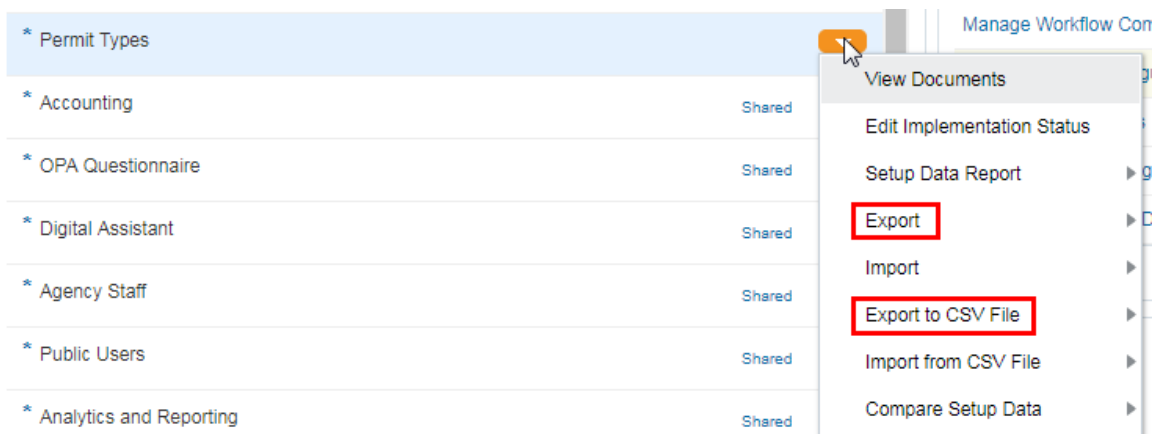 * Permit Types
* Accounting
Shared
* OPA Questionnaire
Shared
* Digital Assistant
Shared
* Agency Staff
Shared
* Public Users
Shared
* Analytics and Reporting
Shared
Manage Workflow
View Documents
Edit Implementation Status
Setup Data Report
Export
Import
Export to CSV File
Import from CSV File
Compare Setup Data